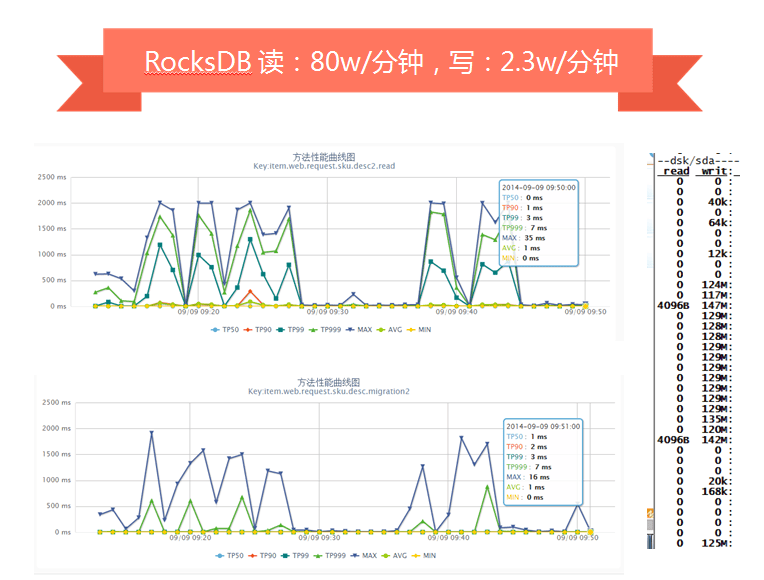 RocksDB 读：80w/分钟，写：2.3w/分钟
方法性能曲线图
Key:item.web.request.sku.desc2.read
2500 ms
2000 ms
1500 ms
1000 ms
500 ms
0 ms
09/09 09:20
09/09 09:30
09/09 09:40
09/09 09:50
2014-09-09 09:50:00
TP50： 0 ms
TP90： 1 ms
TP99： 3 ms
TP999： 7 ms
MAX： 35 ms
AVG： 1 ms
MIN： 0 ms
TP50 TP90 TP99 TP999 MAX AVG MIN
方法性能曲线图
Key:item.web.request.sku.desc.migration2
2500 ms
2000 ms
1500 ms
1000 ms
500 ms
0 ms
09/09 09:20
09/09 09:30
09/09 09:40
09/09 09:50
2014-09-09 09:51:00
TP50： 1 ms
TP90： 2 ms
TP99： 3 ms
TP999： 7 ms
MAX： 16 ms
AVG： 1 ms
MIN： 0 ms
TP50 TP90 TP99 TP999 MAX AVG MIN
--dsk/sda----
read writ:
0 0 :
0 0 :
0 40k:
0 0 :
0 64k:
0 0 :
0 0 :
0 12k:
0 0 :
0 0 :
0 124M:
0 117M:
4096B 147M:
0 129M:
0 128M:
0 128M:
0 129M:
0 129M:
0 129M:
0 129M:
0 129M:
0 129M:
0 129M:
0 135M:
0 120M:
4096B 142M:
0 0 :
0 0 :
0 0 :
0 20k:
0 168k:
0 0 :
0 0 :
0 0 :
0 0 :
0 125M: